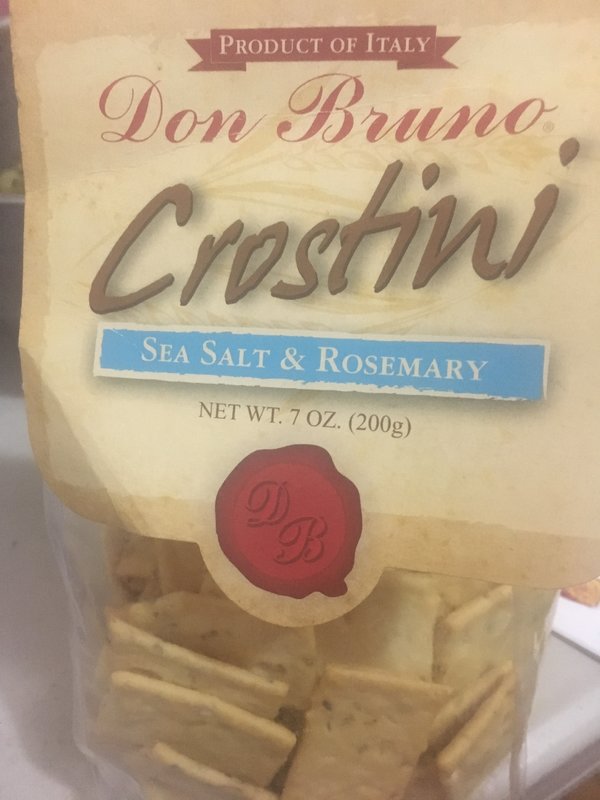 PRODUCT OF ITALY
Don Bruno®
Crostini
SEA SALT & ROSEMARY
NET WT. 7 OZ. (200g)
DB